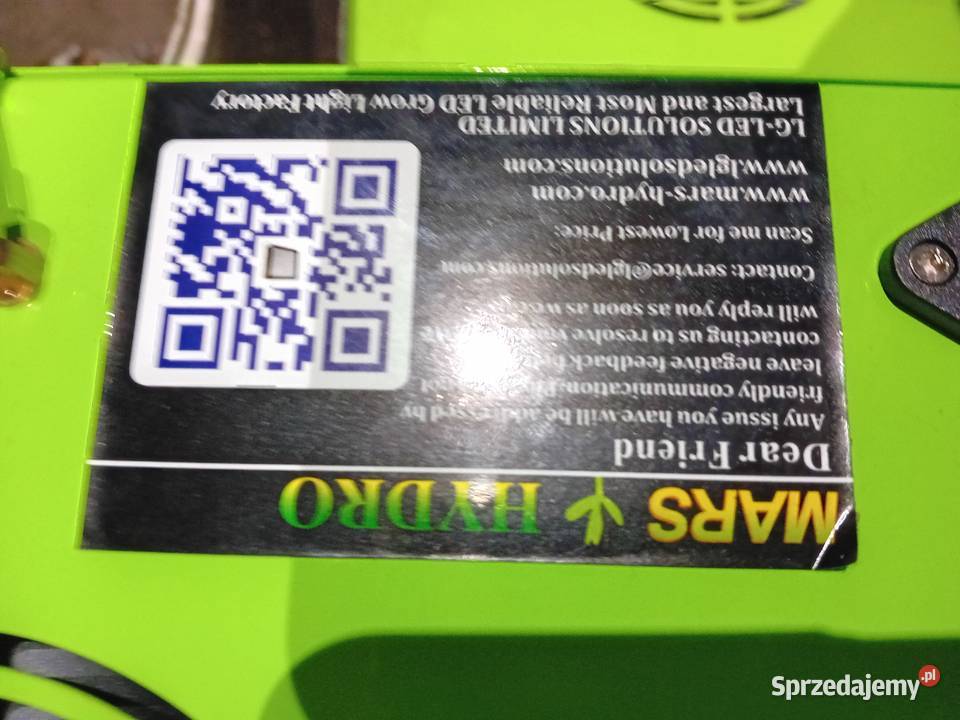 MARS HYDRO
Dear Friend
Any issue you have will be addressed by
friendly communication.
leave negative feedback
contacting us to resolve
will reply you as soon as we
Contact: service@lgledsolutions.com
Scan me for Lowest Price:
www.mars-hydro.com
www.lgledsolutions.com
LG-LED SOLUTIONS LIMITED
Largest and Most Reliable LED Grow Light Factory
Sprzedajemy.pl